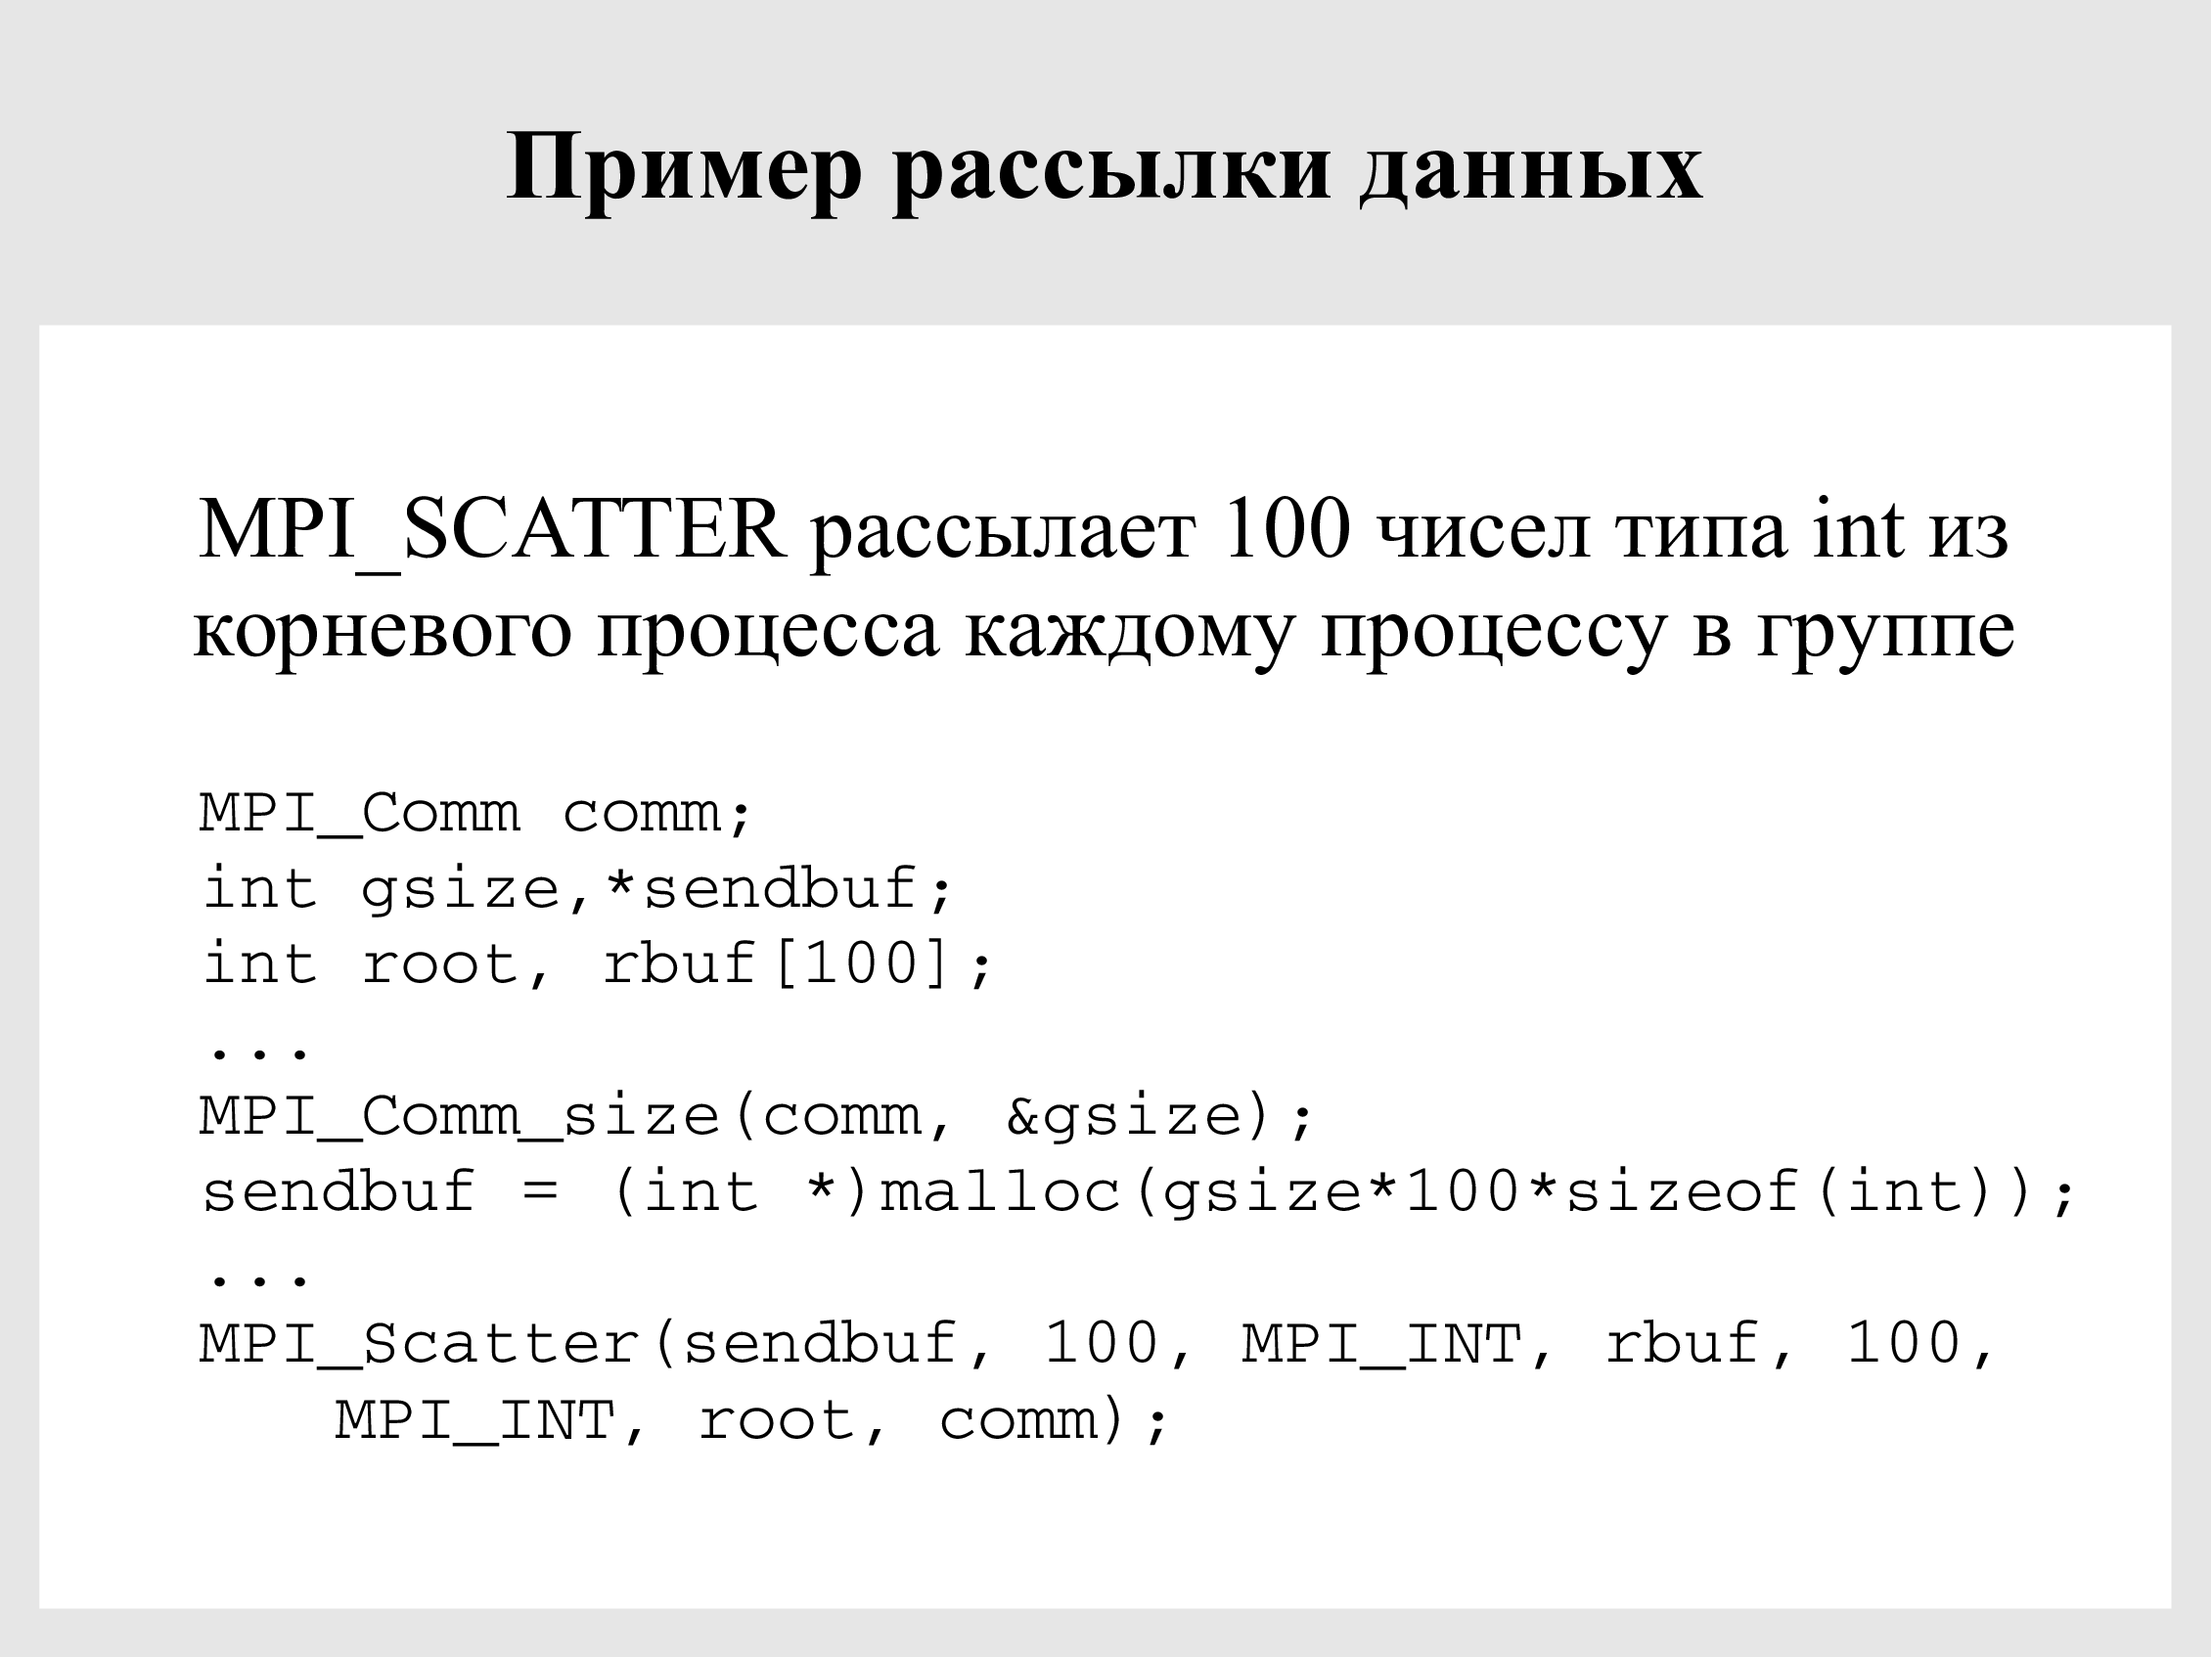 Пример рассылки данных
MPI_SCATTER рассылает 100 чисел типа int из
корневого процесса каждому процессу в группе
MPI_Comm comm;
int gsize,*sendbuf;
int root, rbuf[100];
...
MPI_Comm_size(comm, &gsize);
sendbuf = (int *)malloc(gsize*100*sizeof(int));
...
MPI_Scatter(sendbuf, 100, MPI_INT, rbuf, 100,
MPI_INT, root, comm);